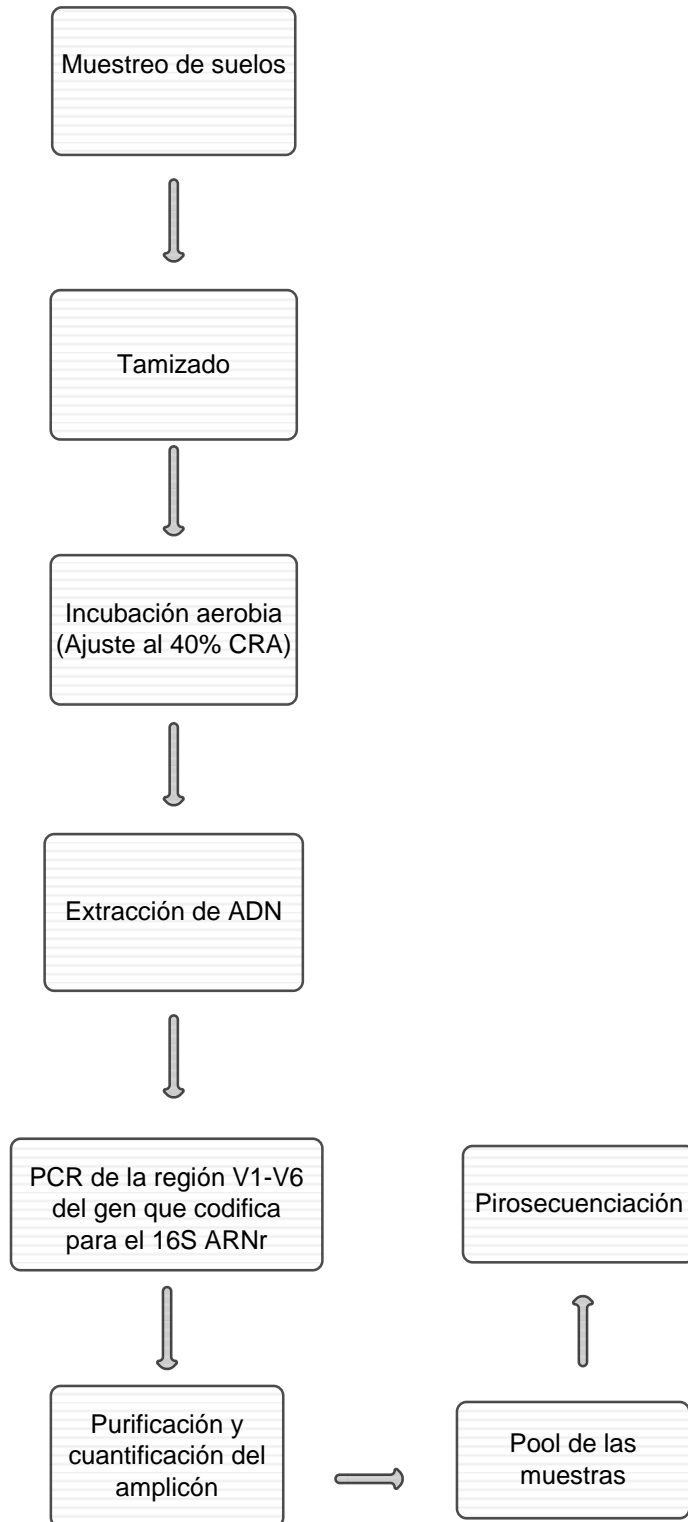 Muestreo de suelos
Tamizado
Incubación aerobia
(Ajuste al 40% CRA)
Extracción de ADN
PCR de la región V1-V6
del gen que codifica
para el 16S ARNr
Purificación y
cuantificación del
amplicón
Pool de las
muestras
Pirosecuenciación